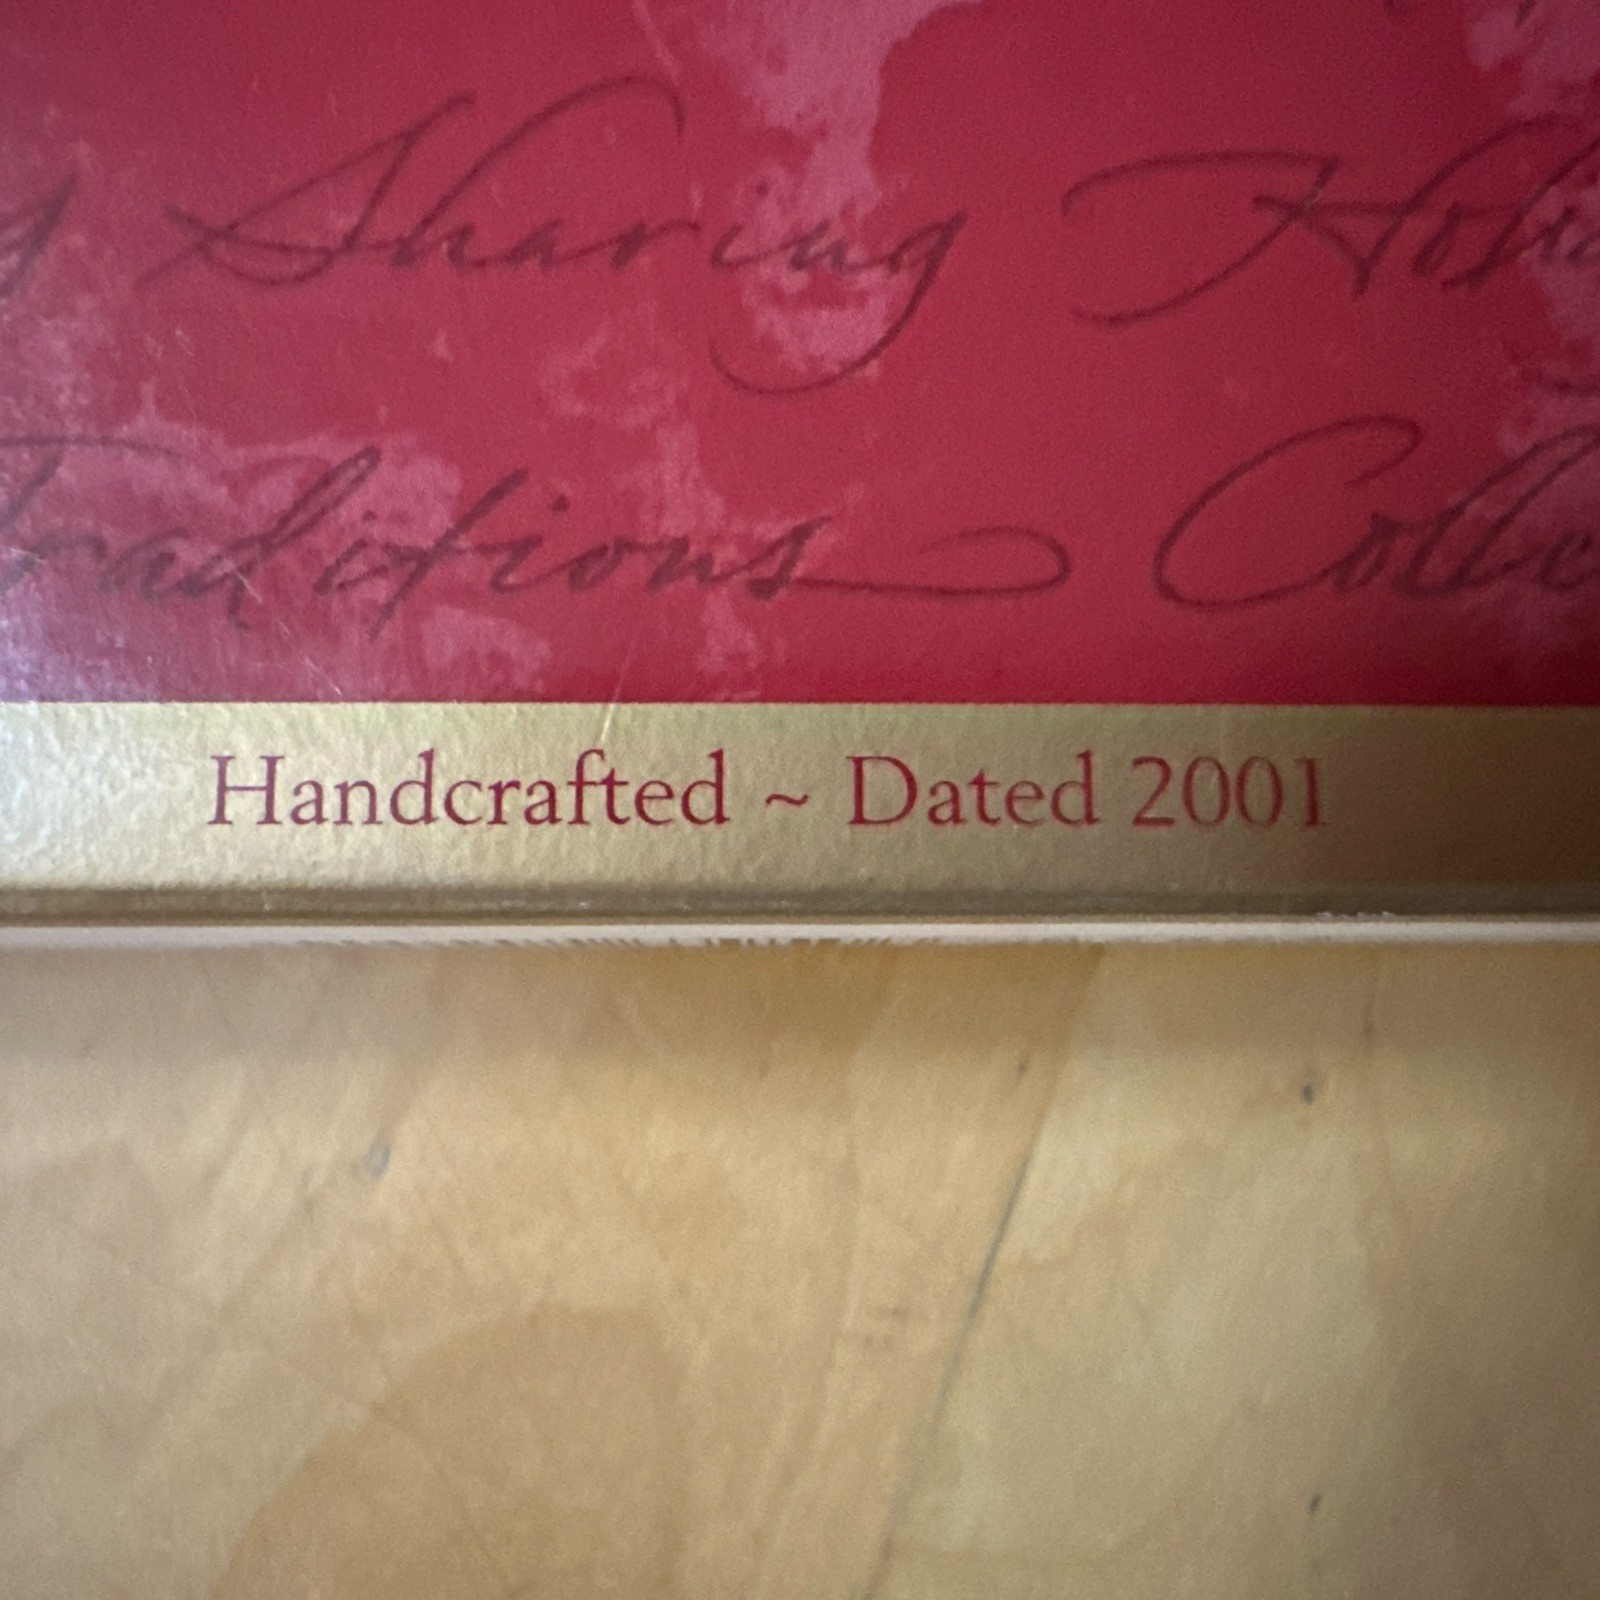 Sharing
Traditions
Handcrafted ~ Dated 2001